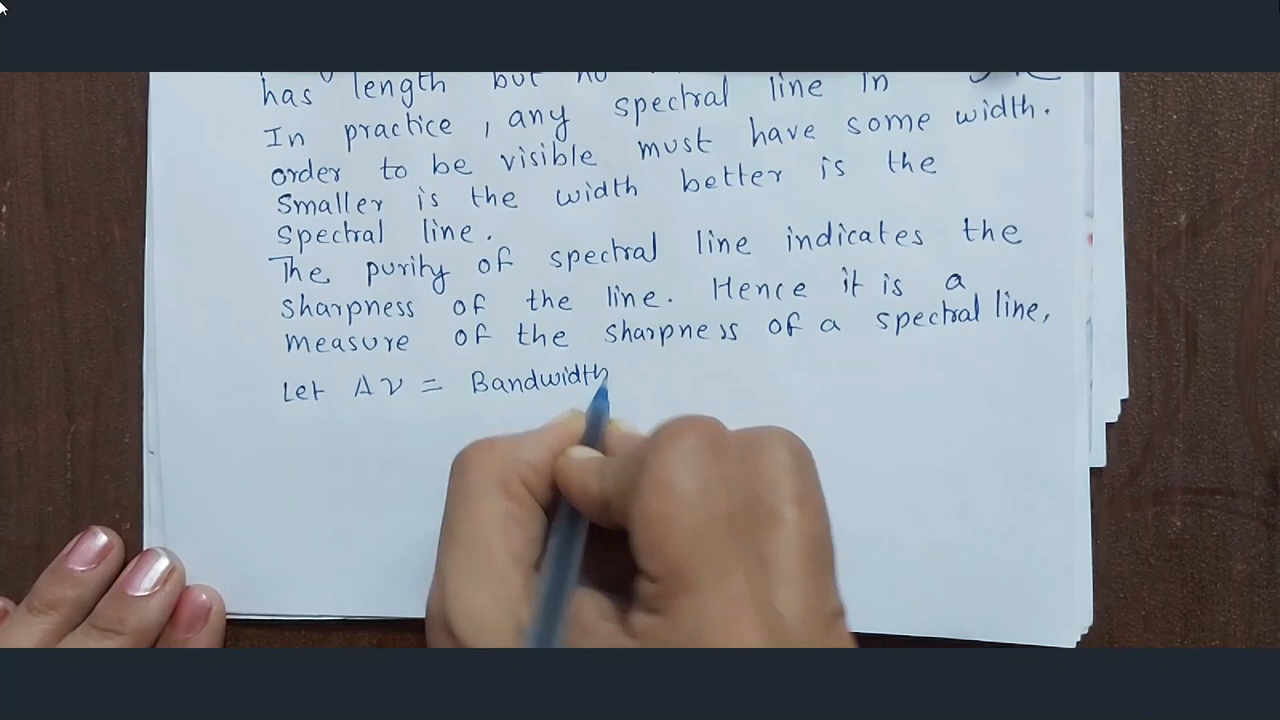 has length but no
In practice, any spectral line in
order to be visible must have some width.
Smaller is the width better is the
spectral line.
The purity of spectral line indicates the
sharpness of the line. Hence it is a
measure of the sharpness of a spectral line,
Let Δν = Bandwidth